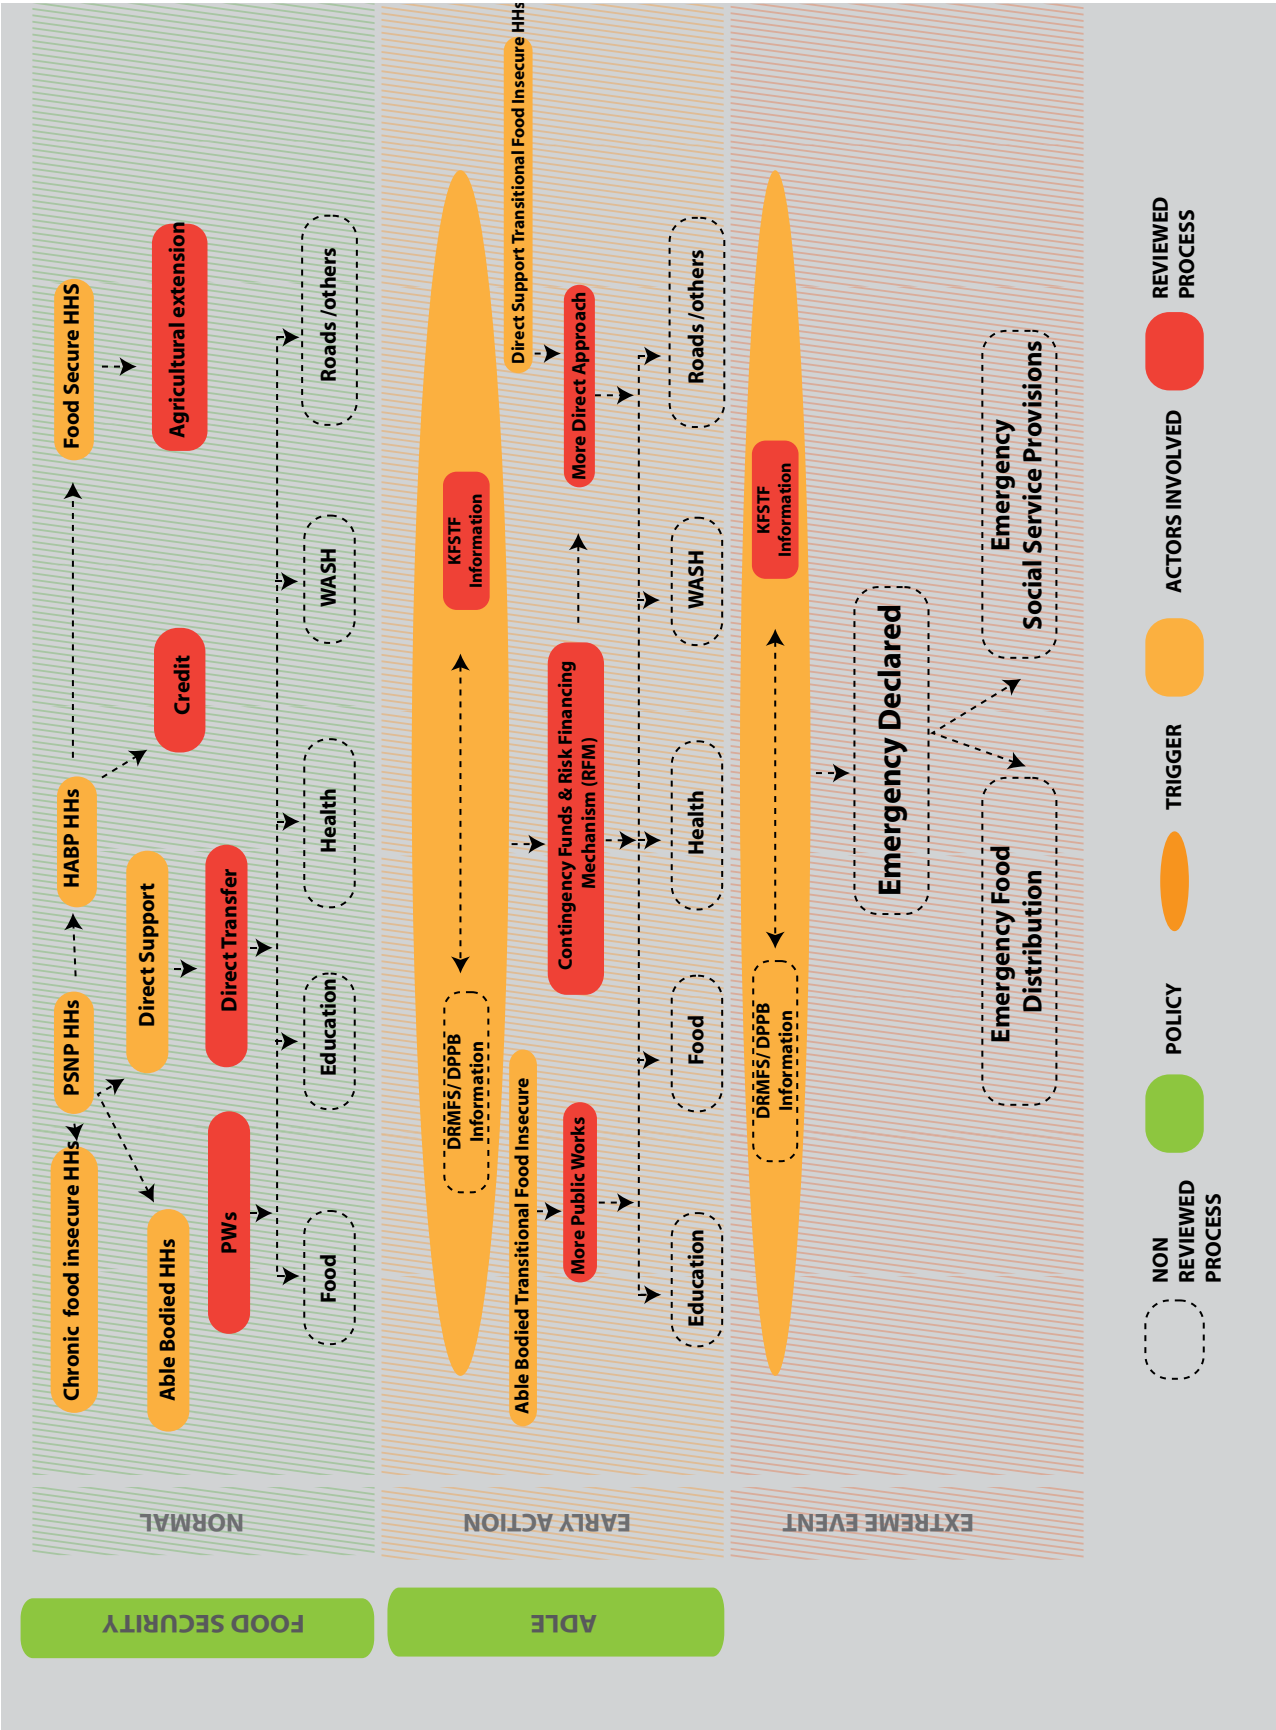 FOOD SECURITY
NORMAL
Chronic food insecure HHs
PSNP HHs
HABP HHs
Food Secure HHS
Able Bodied HHs
Direct Support
Credit
Agricultural extension
PWs
Direct Transfer
Food
Education
Health
WASH
Roads /others
ADLE
EARLY ACTION
DRMFS/ DPPB
Information
KFSTF
Information
Able Bodied Transitional Food Insecure
Direct Support Transitional Food Insecure HHs
More Public Works
Contingency Funds & Risk Financing
Mechanism (RFM)
More Direct Approach
Education
Food
Health
WASH
Roads /others
EXTREME EVENT
DRMFS/ DPPB
Information
KFSTF
Information
Emergency Declared
Emergency Food
Distribution
Emergency
Social Service Provisions
NON
REVIEWED
PROCESS
POLICY
TRIGGER
ACTORS INVOLVED
REVIEWED
PROCESS